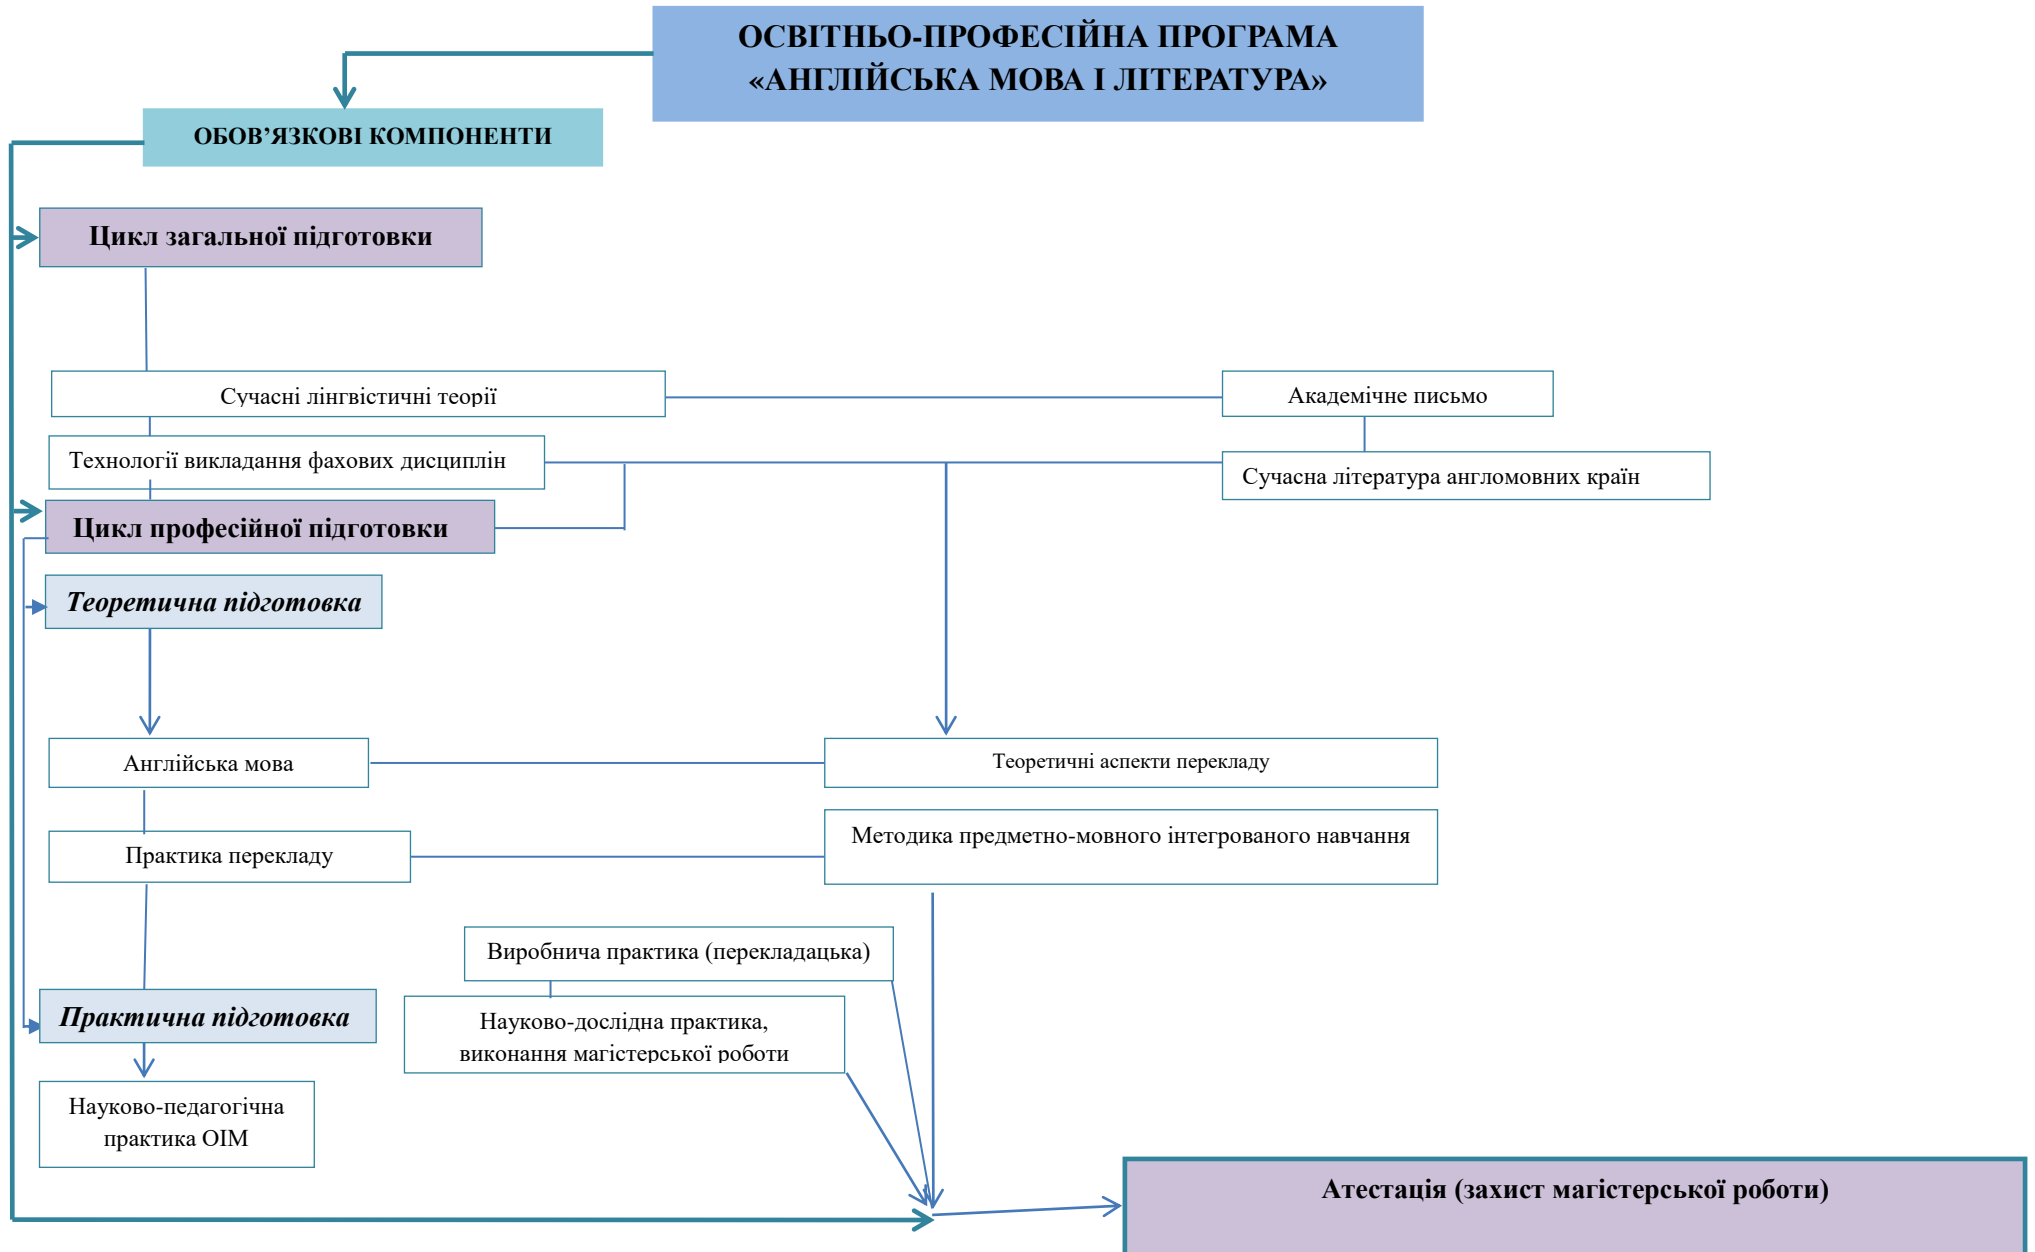 ОСВІТНЬО-ПРОФЕСІЙНА ПРОГРАМА
«АНГЛІЙСЬКА МОВА І ЛІТЕРАТУРА»
ОБОВ’ЯЗКОВІ КОМПОНЕНТИ
Цикл загальної підготовки
Сучасні лінгвістичні теорії
Академічне письмо
Технології викладання фахових дисциплін
Сучасна література англомовних країн
Цикл професійної підготовки
Теоретична підготовка
Англійська мова
Теоретичні аспекти перекладу
Практика перекладу
Методика предметно-мовного інтегрованого навчання
Виробнича практика (перекладацька)
Науково-дослідна практика,
виконання магістерської роботи
Практична підготовка
Науково-педагогічна
практика ОІМ
Атестація (захист магістерської роботи)